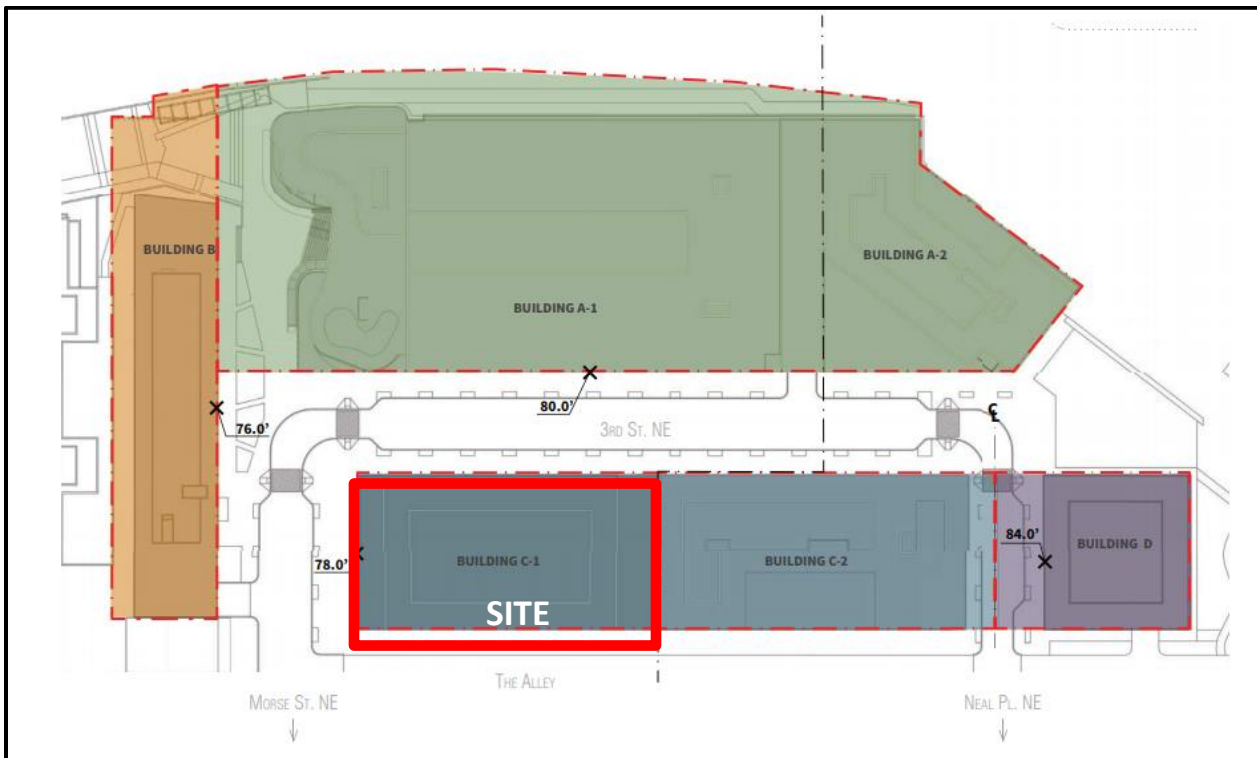 BUILDING B
BUILDING A-2
BUILDING A-1
80.0'
76.0'
3RD ST. NE
CL
84.0'
BUILDING D
78.0'
BUILDING C-1
BUILDING C-2
SITE
THE ALLEY
MORSE ST. NE
NEAL PL. NE